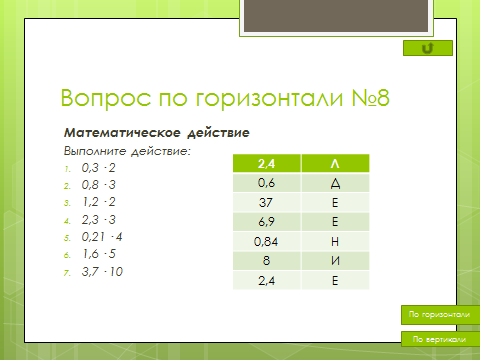 Вопрос по горизонтали №8
Математическое действие
Выполните действие:
1. 0,3 · 2
2. 0,8 · 3
3. 1,2 · 2
4. 2,3 · 3
5. 0,21 · 4
6. 1,6 · 5
7. 3,7 · 10
2,4 Л
0,6 Д
37 Е
6,9 Е
0,84 Н
8 И
2,4 Е
По горизонтали
По вертикали